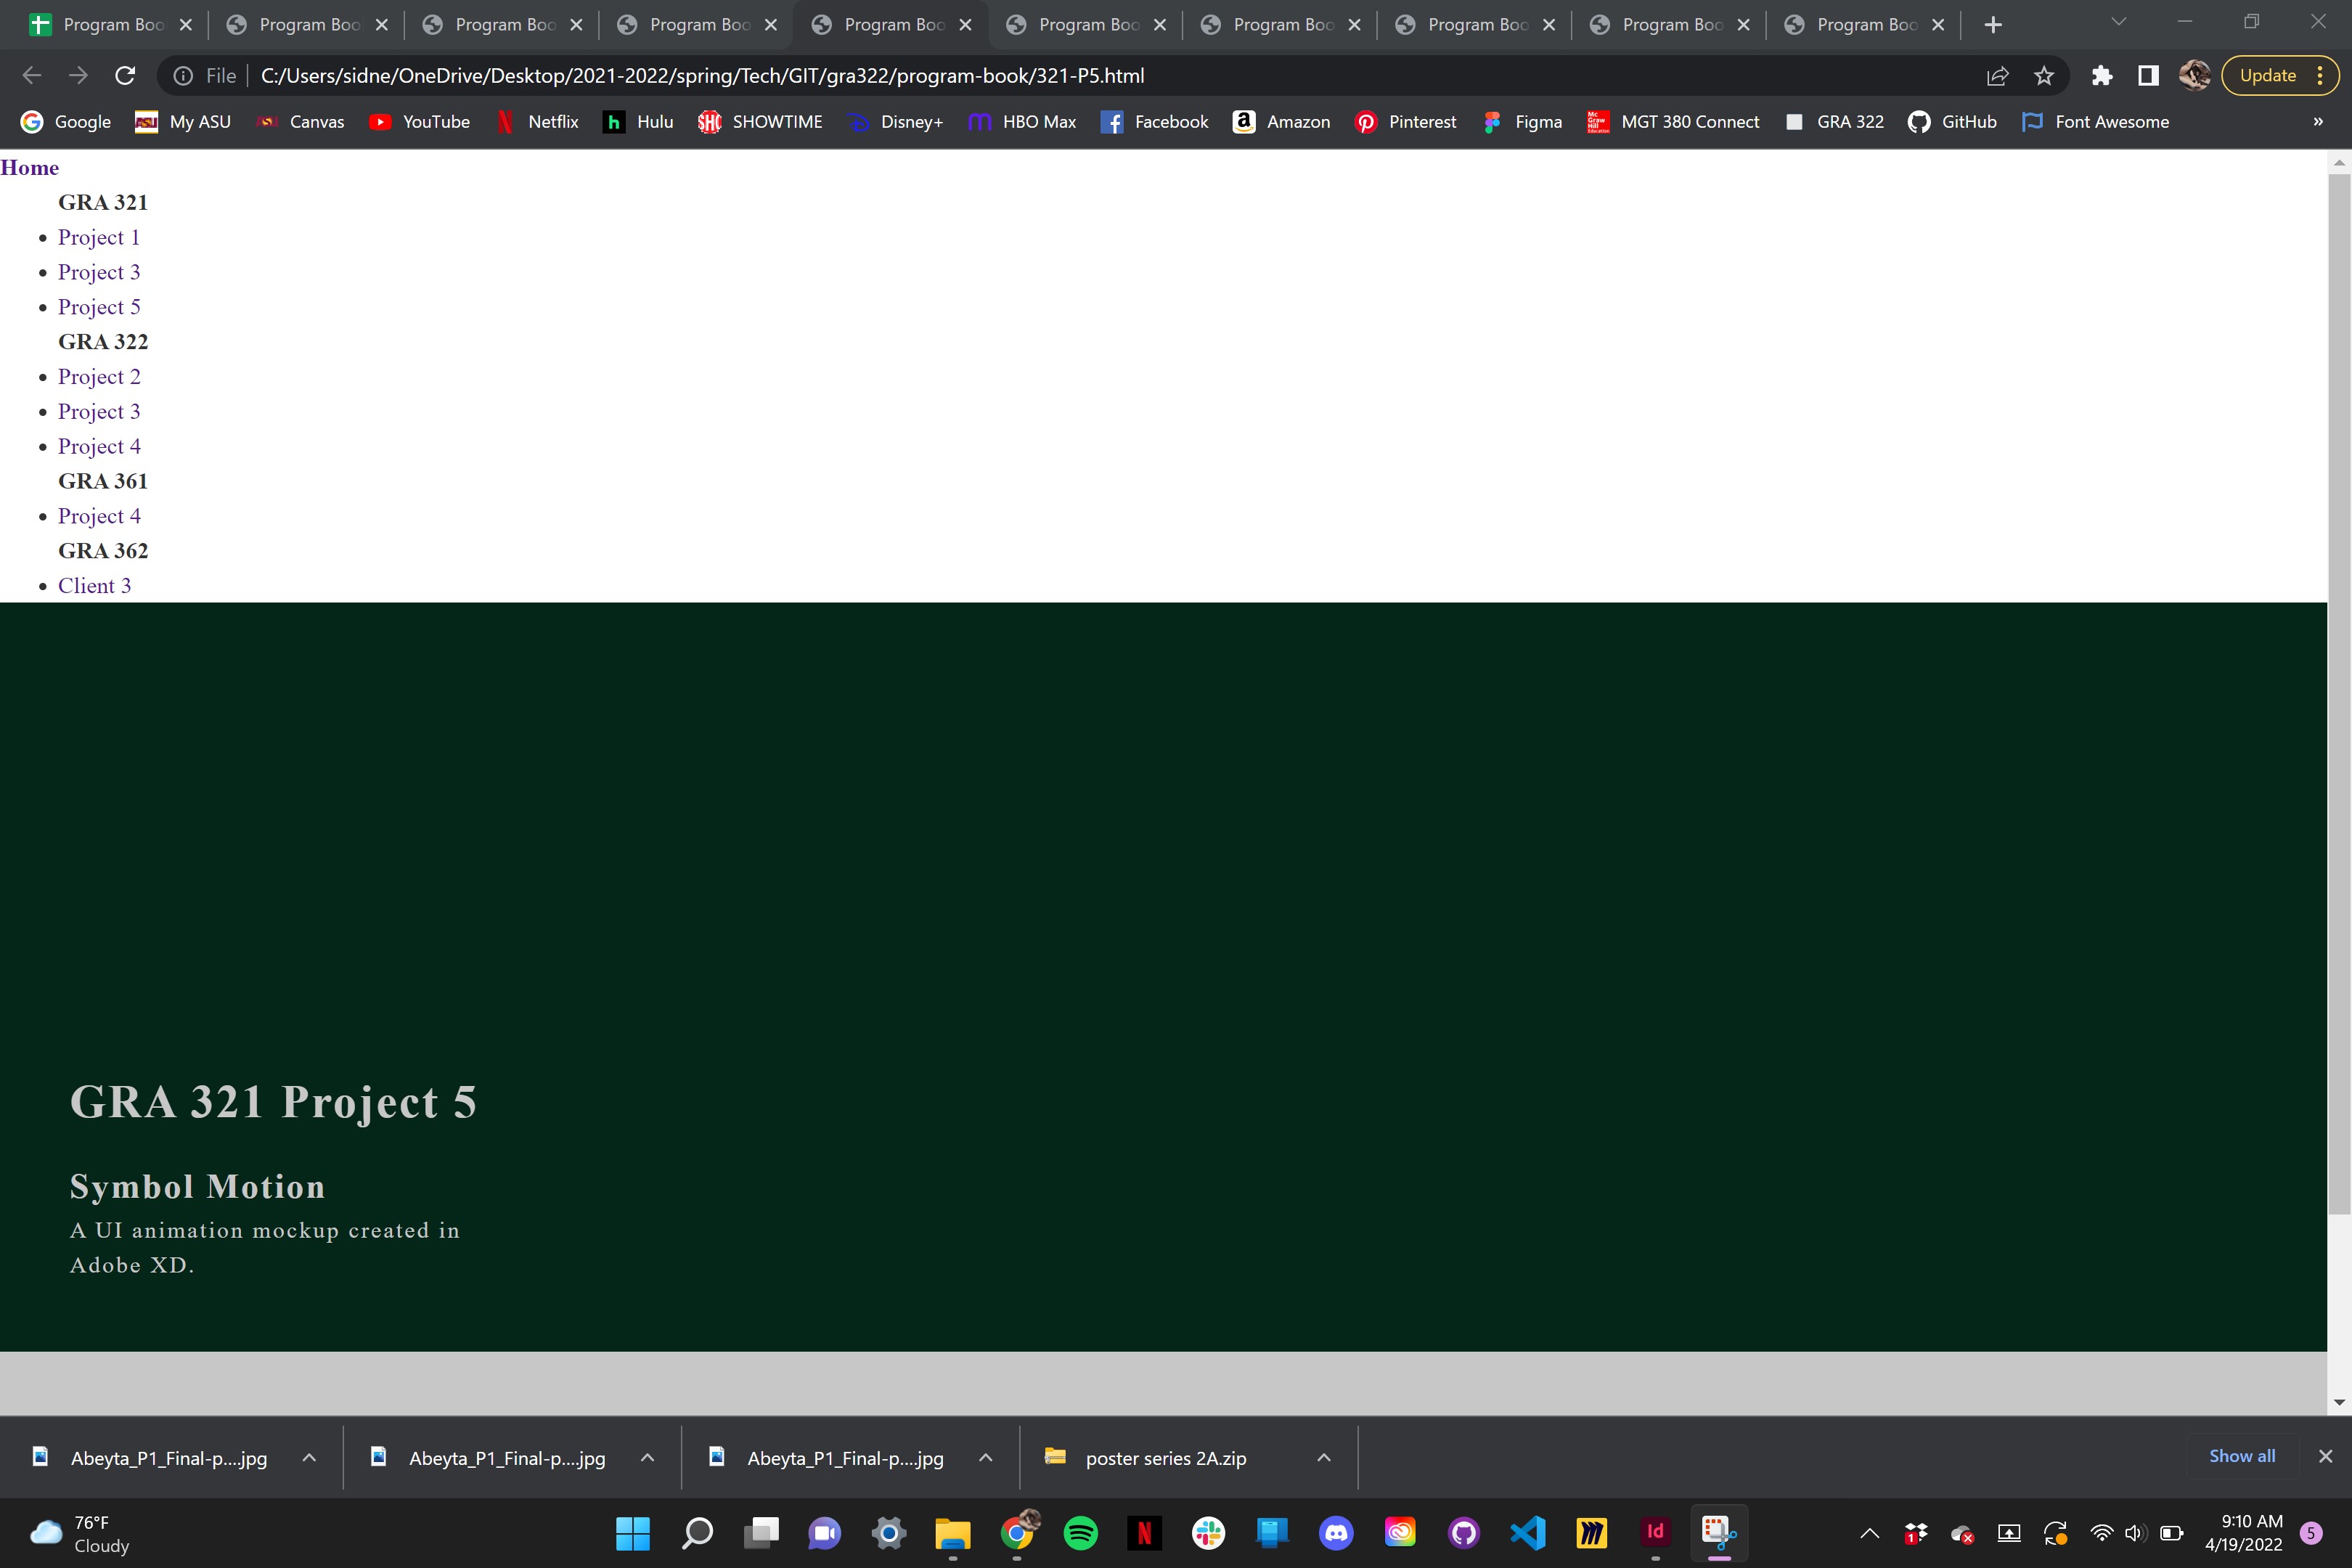 Program Boo Program Boo Program Boo Program Boo Program Boo Program Boo Program Boo Program Boo Program Boo Program Boo
File C:/Users/sidne/OneDrive/Desktop/2021-2022/spring/Tech/GIT/gra322/program-book/321-P5.html Update
Google My ASU Canvas YouTube Netflix Hulu SHOWTIME Disney+ HBO Max Facebook Amazon Pinterest Figma MGT 380 Connect GRA 322 GitHub Font Awesome »
Home
GRA 321
Project 1
Project 3
Project 5
GRA 322
Project 2
Project 3
Project 4
GRA 361
Project 4
GRA 362
Client 3
GRA 321 Project 5
Symbol Motion
A UI animation mockup created in
Adobe XD.
Abeyta_P1_Final-p....jpg Abeyta_P1_Final-p....jpg Abeyta_P1_Final-p....jpg poster series 2A.zip Show all
76°F
Cloudy
9:10 AM
4/19/2022
5